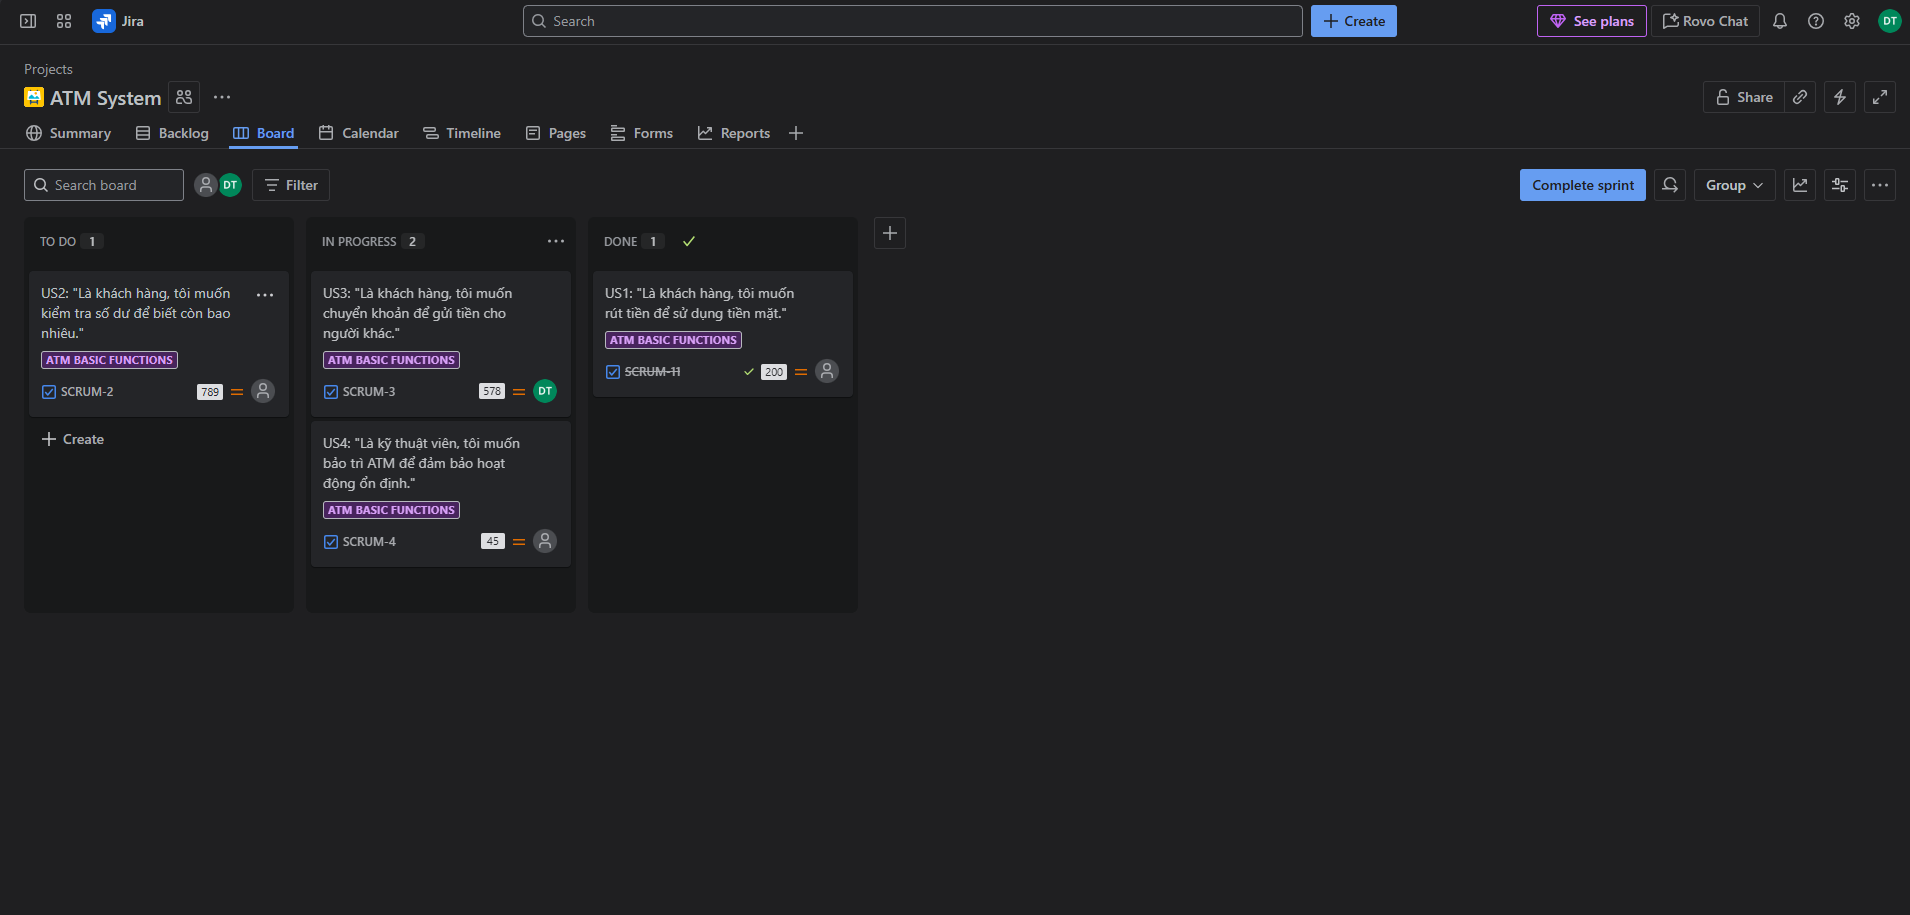 Jira
Search
Create
See plans
Rovo Chat
DT
Projects
ATM System
Share
Summary
Backlog
Board
Calendar
Timeline
Pages
Forms
Reports
Search board
DT
Filter
Complete sprint
Group
TO DO 1
US2: "Là khách hàng, tôi muốn
kiểm tra số dư để biết còn bao
nhiêu."
ATM BASIC FUNCTIONS
SCRUM-2
789
Create
IN PROGRESS 2
US3: "Là khách hàng, tôi muốn
chuyển khoản để gửi tiền cho
người khác."
ATM BASIC FUNCTIONS
SCRUM-3
578
DT
US4: "Là kỹ thuật viên, tôi muốn
bảo trì ATM để đảm bảo hoạt
động ổn định."
ATM BASIC FUNCTIONS
SCRUM-4
45
DONE 1
US1: "Là khách hàng, tôi muốn
rút tiền để sử dụng tiền mặt."
ATM BASIC FUNCTIONS
SCRUM-11
200